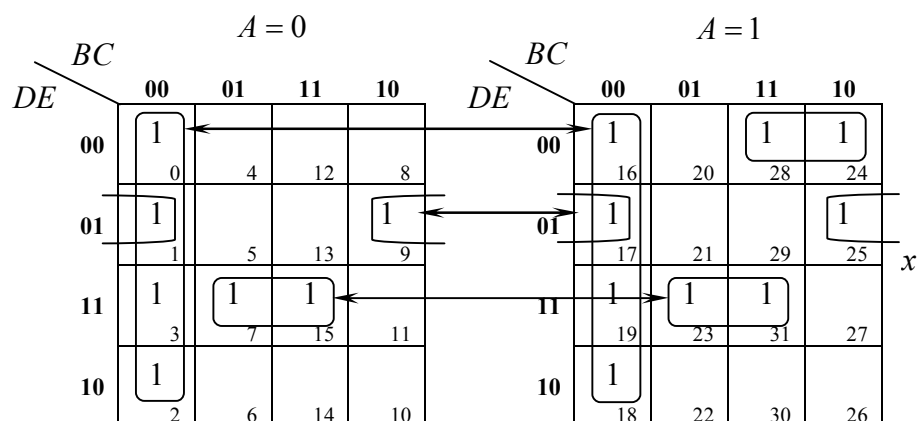 A = 0 A = 1
BC BC
DE 00 01 11 10 DE 00 01 11 10
00 1 00 1 1 1
0 4 12 8 16 20 28 24
01 1 1 01 1 1
1 5 13 9 17 21 29 25
x
11 1 1 1 11 1 1 1
3 7 15 11 19 23 31 27
10 1 10 1
2 6 14 10 18 22 30 26